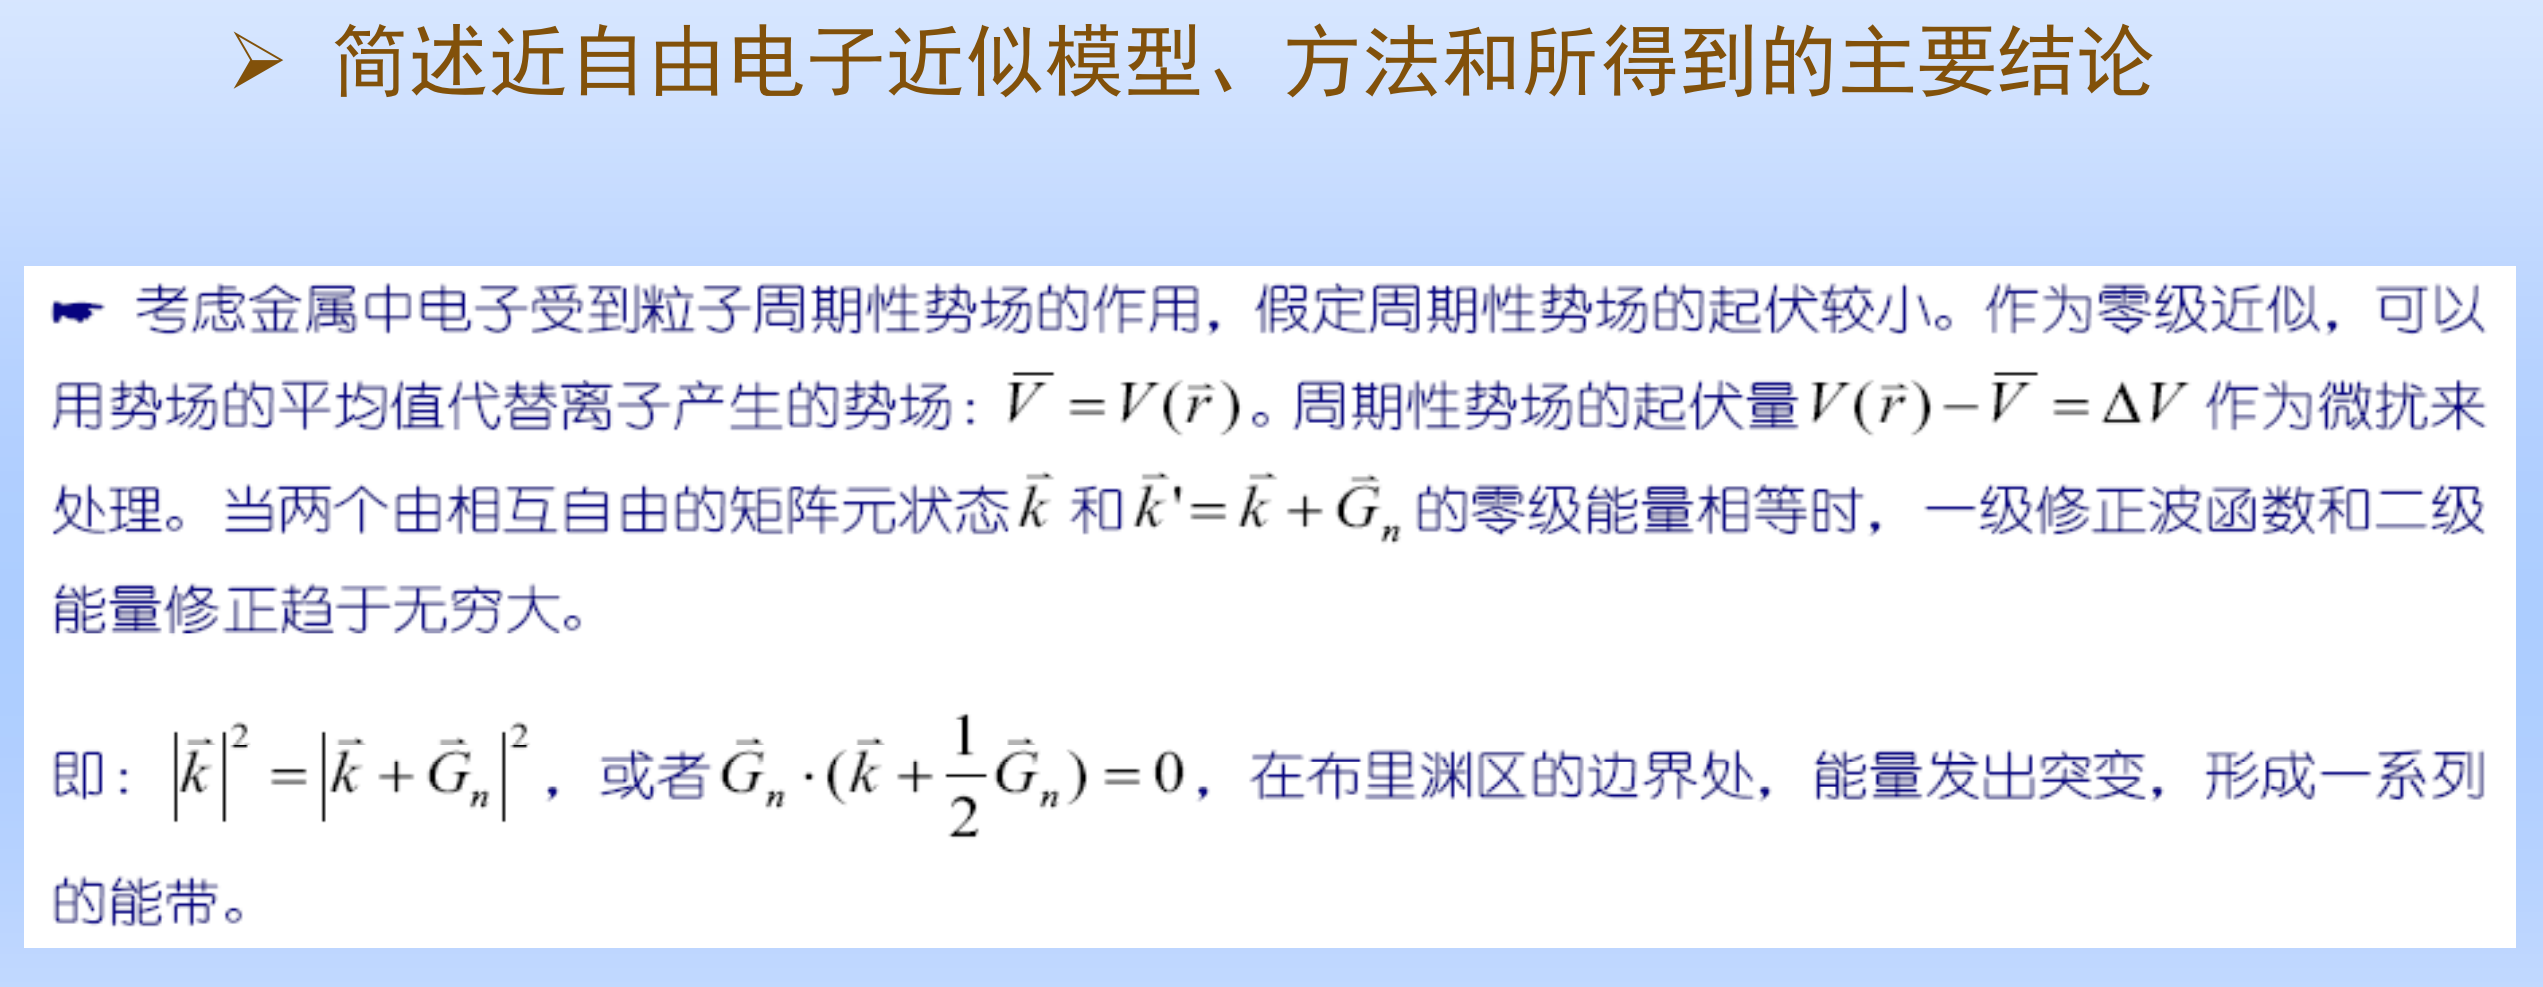 ➢ 简述近自由电子近似模型、方法和所得到的主要结论
☛ 考虑金属中电子受到粒子周期性势场的作用，假定周期性势场的起伏较小。作为零级近似，可以
用势场的平均值代替离子产生的势场：$\overline{V} = V(\vec{r})$。周期性势场的起伏量$V(\vec{r}) - \overline{V} = \Delta V$ 作为微扰来
处理。当两个由相互自由的矩阵元状态$\vec{k}$ 和$\vec{k}' = \vec{k} + \vec{G}_n$ 的零级能量相等时，一级修正波函数和二级
能量修正趋于无穷大。
即：$|\vec{k}|^2 = |\vec{k} + \vec{G}_n|^2$，或者$\vec{G}_n \cdot (\vec{k} + \frac{1}{2}\vec{G}_n) = 0$，在布里渊区的边界处，能量发出突变，形成一系列
的能带。